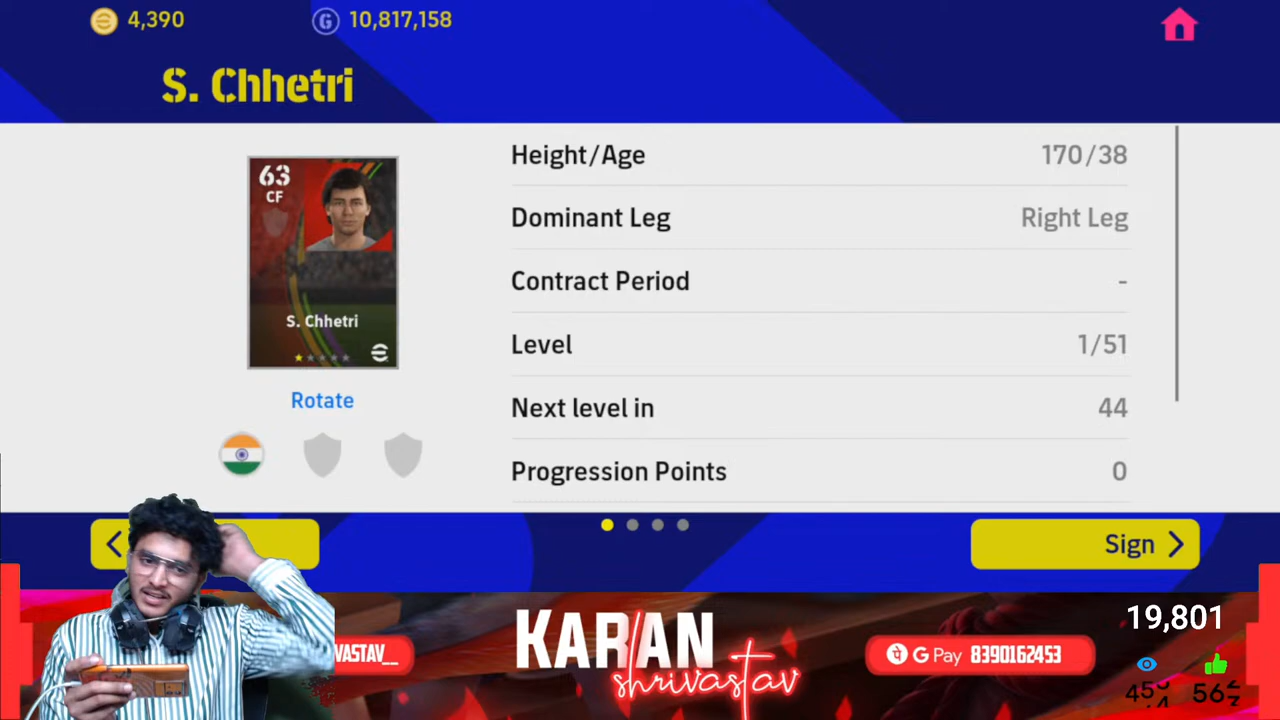 4,390
10,817,158
S. Chhetri
63
CF
S. Chhetri
Rotate
Height/Age 170/38
Dominant Leg Right Leg
Contract Period -
Level 1/51
Next level in 44
Progression Points 0
Sign
VASTAV__
KARAN
shrivastav
G Pay 8390162453
19,801